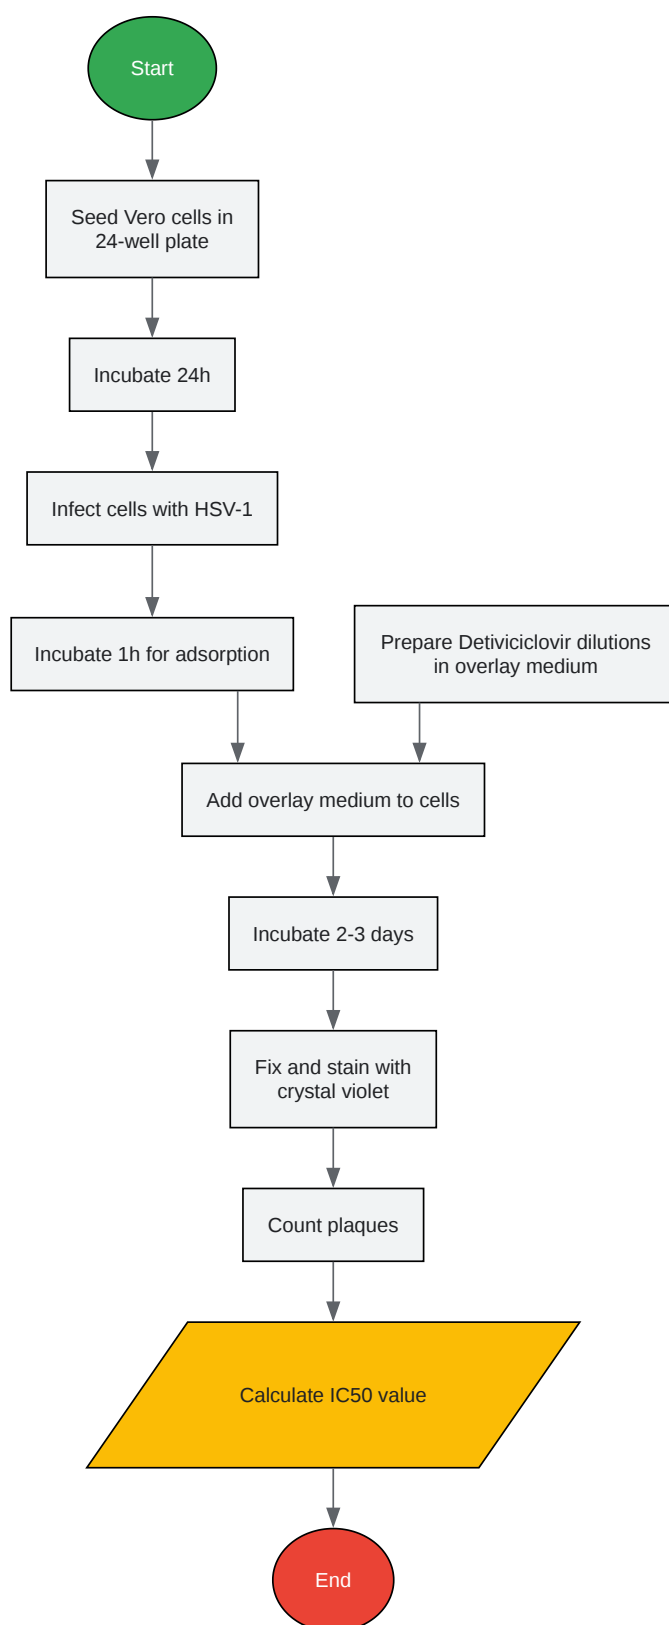 Start
Seed Vero cells in
24-well plate
Incubate 24h
Infect cells with HSV-1
Incubate 1h for adsorption
Prepare Detiviciclovir dilutions
in overlay medium
Add overlay medium to cells
Incubate 2-3 days
Fix and stain with
crystal violet
Count plaques
Calculate IC50 value
End